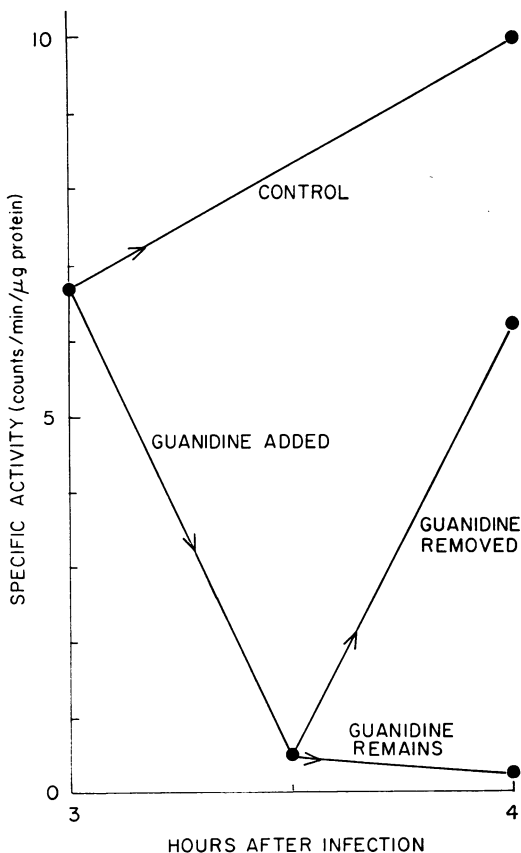 10
CONTROL
SPECIFIC ACTIVITY (counts/min/µg protein)
5
GUANIDINE ADDED
GUANIDINE
REMOVED
GUANIDINE
REMAINS
0
3
4
HOURS AFTER INFECTION